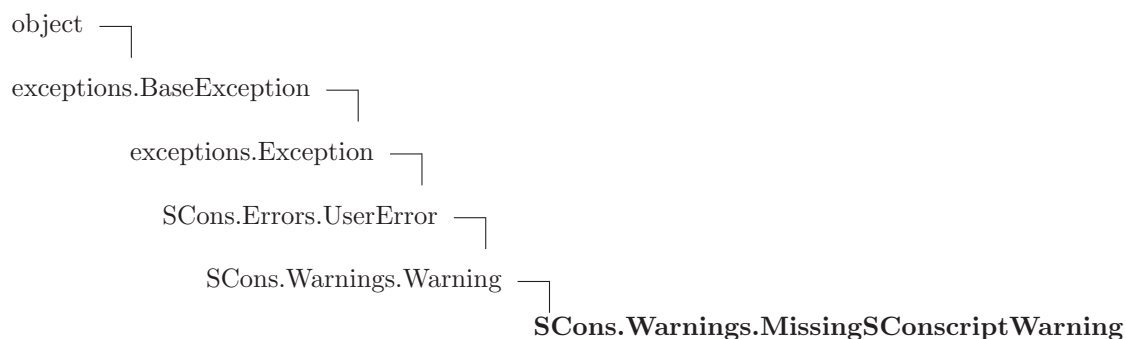 object
exceptions.BaseException
exceptions.Exception
SCons.Errors.UserError
SCons.Warnings.Warning
SCons.Warnings.MissingSConscriptWarning